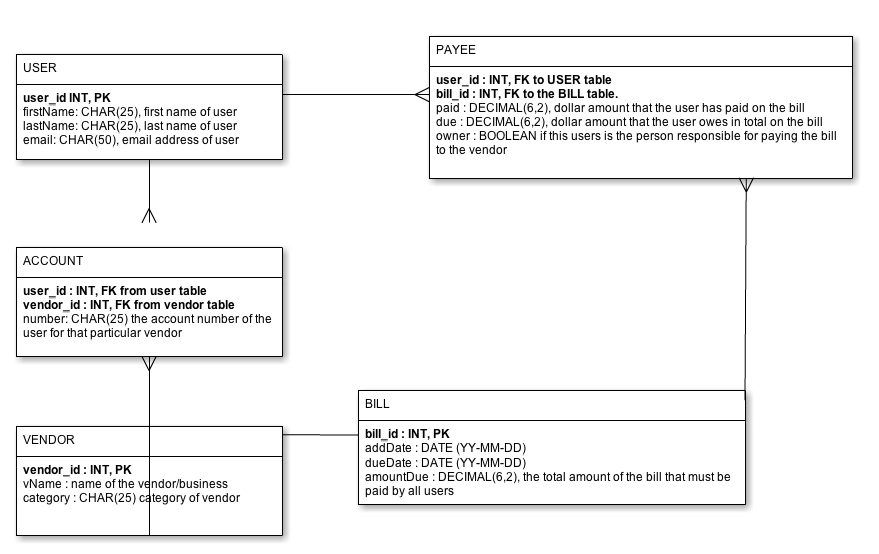 USER
user_id INT, PK
firstName: CHAR(25), first name of user
lastName: CHAR(25), last name of user
email: CHAR(50), email address of user
PAYEE
user_id : INT, FK to USER table
bill_id : INT, FK to the BILL table.
paid : DECIMAL(6,2), dollar amount that the user has paid on the bill
due : DECIMAL(6,2), dollar amount that the user owes in total on the bill
owner : BOOLEAN if this users is the person responsible for paying the bill
to the vendor
ACCOUNT
user_id : INT, FK from user table
vendor_id : INT, FK from vendor table
number: CHAR(25) the account number of the
user for that particular vendor
VENDOR
vendor_id : INT, PK
vName : name of the vendor/business
category : CHAR(25) category of vendor
BILL
bill_id : INT, PK
addDate : DATE (YY-MM-DD)
dueDate : DATE (YY-MM-DD)
amountDue : DECIMAL(6,2), the total amount of the bill that must be
paid by all users